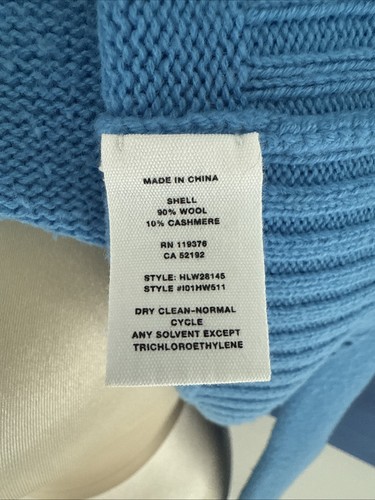 MADE IN CHINA
SHELL
90% WOOL
10% CASHMERE
RN 119376
CA 52192
STYLE: HLW28145
STYLE #I01HW511
DRY CLEAN-NORMAL
CYCLE
ANY SOLVENT EXCEPT
TRICHLOROETHYLENE